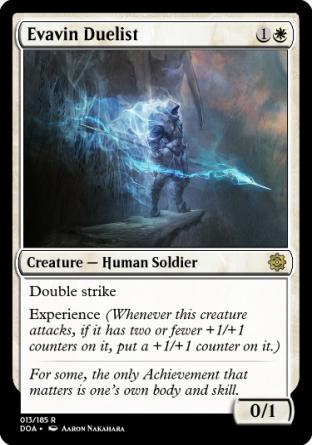 Evavin Duelist 1
Creature — Human Soldier
Double strike
Experience (Whenever this creature
attacks, if it has two or fewer +1/+1
counters on it, put a +1/+1 counter on it.)
For some, the only Achievement that
matters is one's own body and skill.
0/1
013/185 R
DOA • Aaron Nakahara